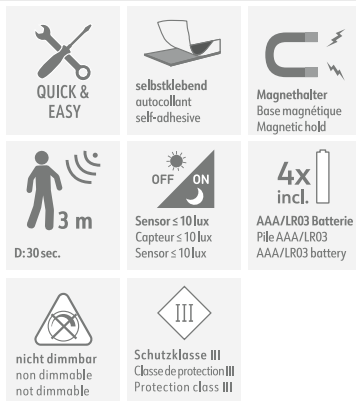 QUICK &
EASY
selbstklebend
autocollant
self-adhesive
Magnethalter
Base magnétique
Magnetic hold
3 m
D:30 sec.
OFF ON
Sensor ≤ 10 lux
Capteur ≤ 10 lux
Sensor ≤ 10 lux
4x
incl.
AAA/LR03 Batterie
Pile AAA/LR03
AAA/LR03 battery
nicht dimmbar
non dimmable
not dimmable
III
Schutzklasse III
Classe de protection III
Protection class III